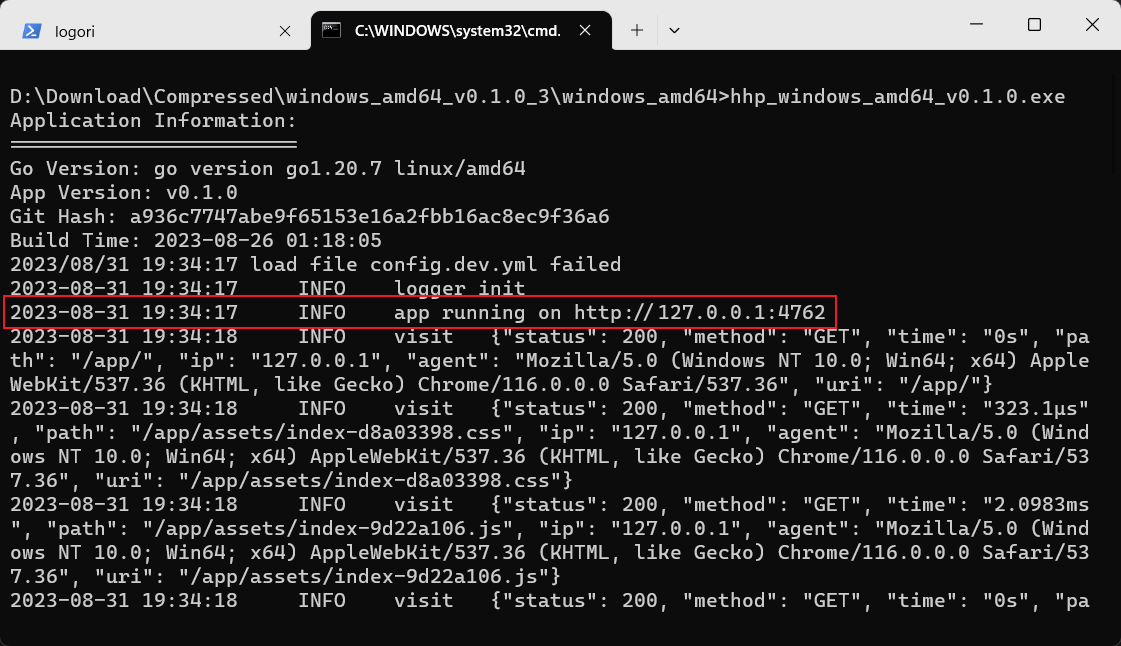 logori
C:\WINDOWS\system32\cmd.
D:\Download\Compressed\windows_amd64_v0.1.0_3\windows_amd64>hhp_windows_amd64_v0.1.0.exe
Application Information:
========================
Go Version: go version go1.20.7 linux/amd64
App Version: v0.1.0
Git Hash: a936c7747abe9f65153e16a2fbb16ac8ec9f36a6
Build Time: 2023-08-26 01:18:05
2023/08/31 19:34:17 load file config.dev.yml failed
2023-08-31 19:34:17     INFO    logger init
2023-08-31 19:34:17     INFO    app running on http://127.0.0.1:4762
2023-08-31 19:34:18     INFO    visit   {"status": 200, "method": "GET", "time": "0s", "pa
th": "/app/", "ip": "127.0.0.1", "agent": "Mozilla/5.0 (Windows NT 10.0; Win64; x64) Apple
WebKit/537.36 (KHTML, like Gecko) Chrome/116.0.0.0 Safari/537.36", "uri": "/app/"}
2023-08-31 19:34:18     INFO    visit   {"status": 200, "method": "GET", "time": "323.1µs"
, "path": "/app/assets/index-d8a03398.css", "ip": "127.0.0.1", "agent": "Mozilla/5.0 (Wind
ows NT 10.0; Win64; x64) AppleWebKit/537.36 (KHTML, like Gecko) Chrome/116.0.0.0 Safari/53
7.36", "uri": "/app/assets/index-d8a03398.css"}
2023-08-31 19:34:18     INFO    visit   {"status": 200, "method": "GET", "time": "2.0983ms
", "path": "/app/assets/index-9d22a106.js", "ip": "127.0.0.1", "agent": "Mozilla/5.0 (Wind
ows NT 10.0; Win64; x64) AppleWebKit/537.36 (KHTML, like Gecko) Chrome/116.0.0.0 Safari/53
7.36", "uri": "/app/assets/index-9d22a106.js"}
2023-08-31 19:34:18     INFO    visit   {"status": 200, "method": "GET", "time": "0s", "pa